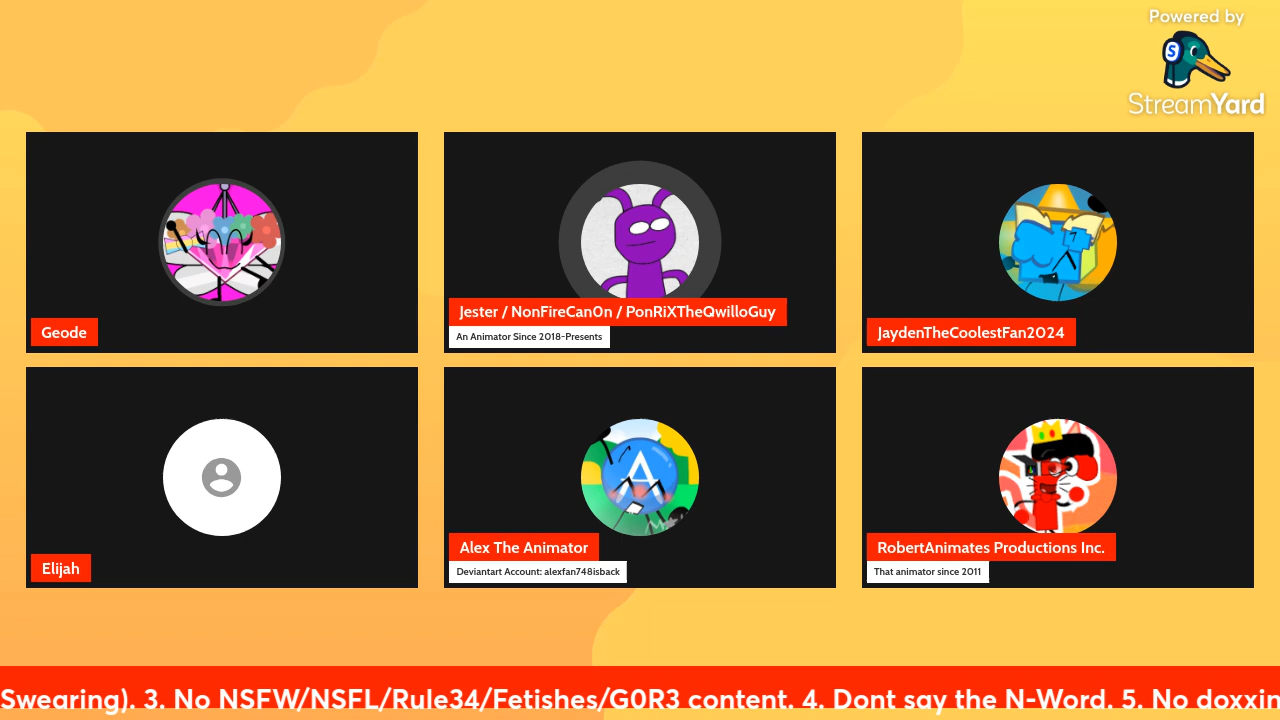 Powered by
StreamYard
Geode
Jester / NonFireCan0n / PonRiXTheQwilloGuy
An Animator Since 2018-Presents
JaydenTheCoolestFan2024
Elijah
Alex The Animator
Deviantart Account: alexfan748isback
RobertAnimates Productions Inc.
That animator since 2011
Swearing). 3. No NSFW/NSFL/Rule34/Fetishes/G0R3 content. 4. Dont say the N-Word. 5. No doxxin